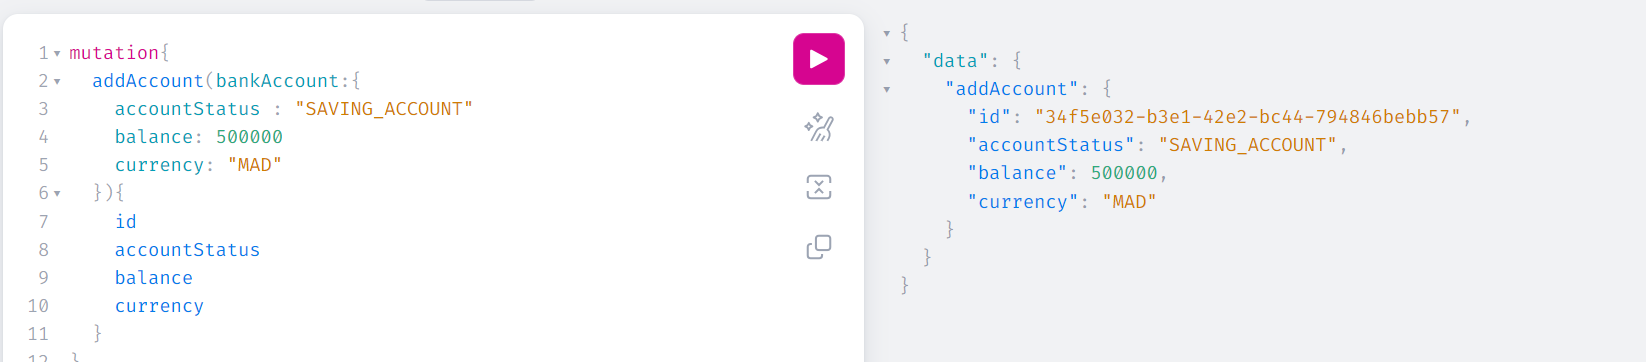 1 mutation{
2 addAccount(bankAccount:{
3 accountStatus : "SAVING_ACCOUNT"
4 balance: 500000
5 currency: "MAD"
6 }){
7 id
8 accountStatus
9 balance
10 currency
11 }
12 }
{
"data": {
"addAccount": {
"id": "34f5e032-b3e1-42e2-bc44-794846bebb57",
"accountStatus": "SAVING_ACCOUNT",
"balance": 500000,
"currency": "MAD"
}
}
}